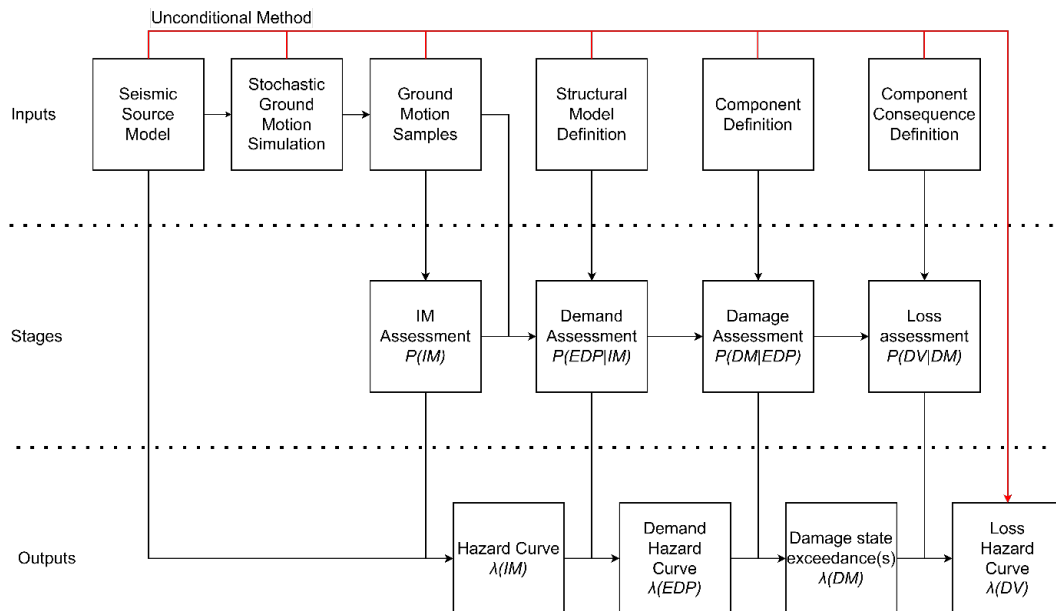 Unconditional Method
Inputs
Seismic
Source
Model
Stochastic
Ground
Motion
Simulation
Ground
Motion
Samples
Structural
Model
Definition
Component
Definition
Component
Consequence
Definition
Stages
IM
Assessment
P(IM)
Demand
Assessment
P(EDP|IM)
Damage
Assessment
P(DM|EDP)
Loss
assessment
P(DV|DM)
Outputs
Hazard Curve
λ(IM)
Demand
Hazard
Curve
λ(EDP)
Damage state
exceedance(s)
λ(DM)
Loss
Hazard
Curve
λ(DV)